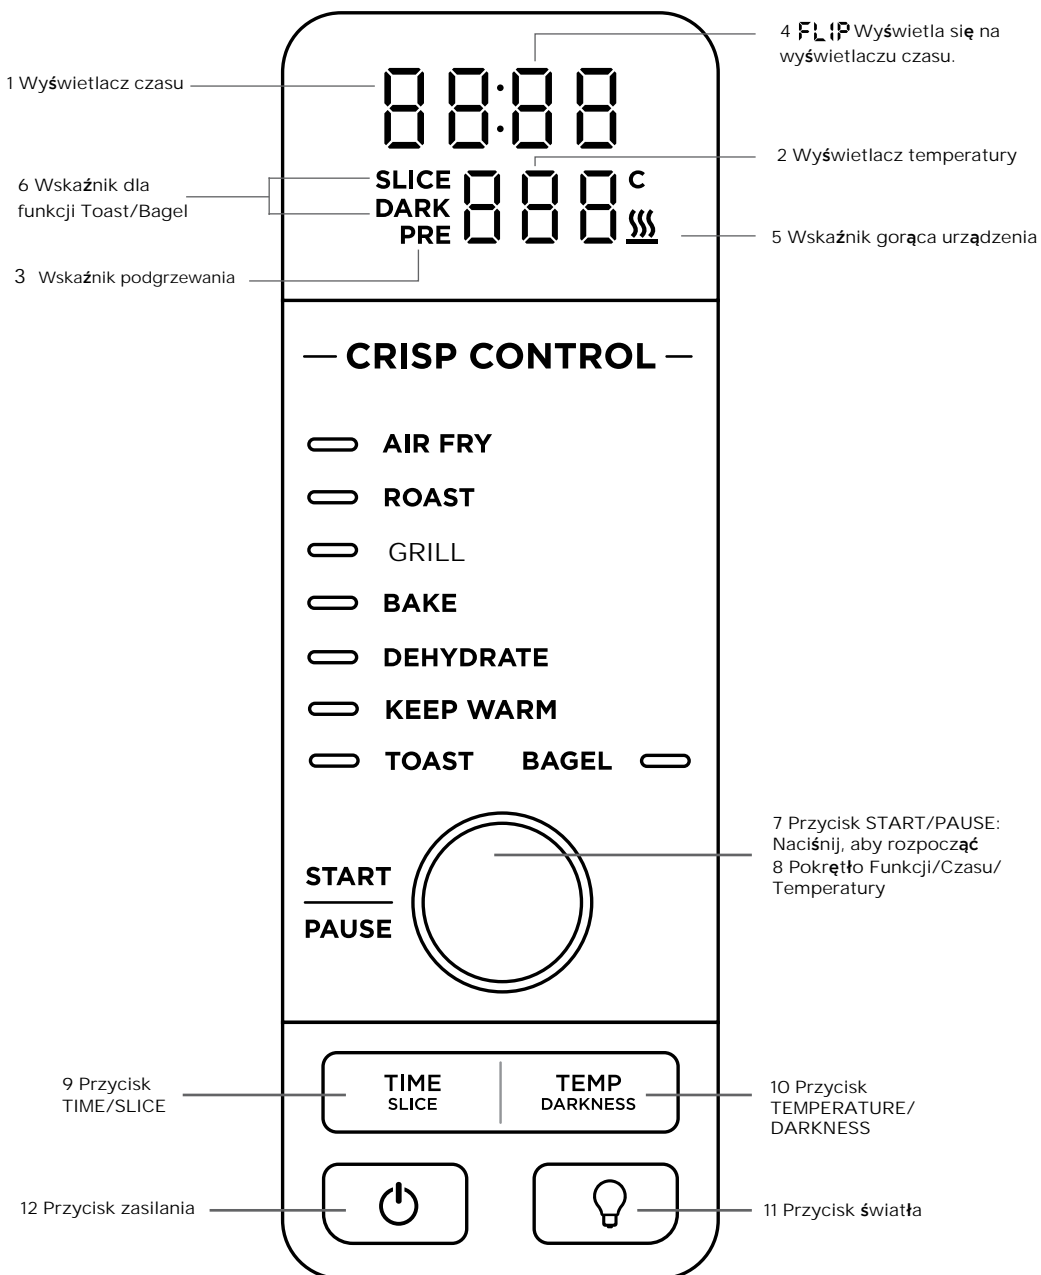 4 FLIP Wyświetla się na
wyświetlaczu czasu.
1 Wyświetlacz czasu
88:88
2 Wyświetlacz temperatury
6 Wskaźnik dla
funkcji Toast/Bagel
SLICE
DARK
PRE
888
C
5 Wskaźnik gorąca urządzenia
3 Wskaźnik podgrzewania
— CRISP CONTROL —
AIR FRY
ROAST
GRILL
BAKE
DEHYDRATE
KEEP WARM
TOAST BAGEL
7 Przycisk START/PAUSE:
Naciśnij, aby rozpocząć
8 Pokrętło Funkcji/Czasu/
Temperatury
START
PAUSE
9 Przycisk
TIME/SLICE
TIME
SLICE
TEMP
DARKNESS
10 Przycisk
TEMPERATURE/
DARKNESS
12 Przycisk zasilania
11 Przycisk światła